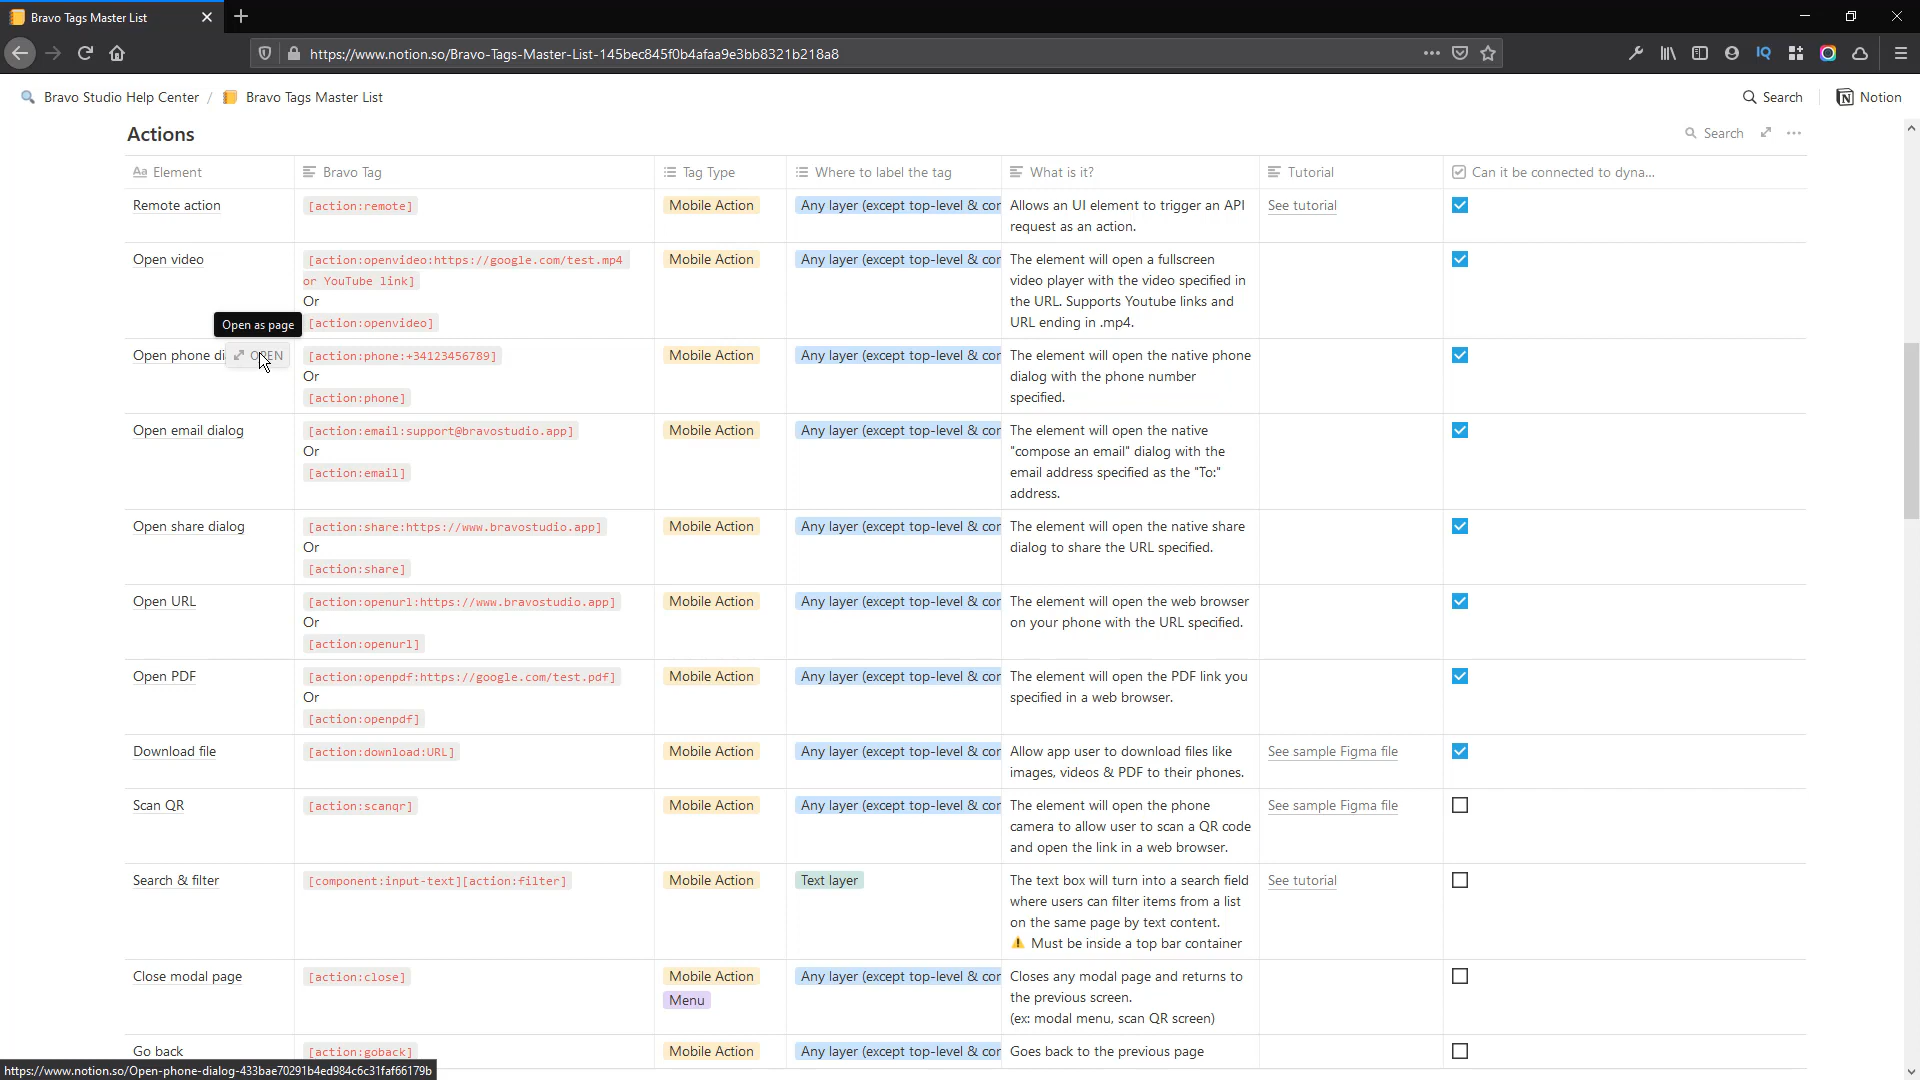 Bravo Tags Master List
https://www.notion.so/Bravo-Tags-Master-List-145bec845f0b4afaa9e3bb8321b218a8
Bravo Studio Help Center / Bravo Tags Master List
Search
Notion
Actions
Search
Element
Bravo Tag
Tag Type
Where to label the tag
What is it?
Tutorial
Can it be connected to dyna...
Remote action
[action:remote]
Mobile Action
Any layer (except top-level & cor
Allows an UI element to trigger an API
request as an action.
See tutorial
Open video
[action:openvideo:https://google.com/test.mp4
or YouTube link]
Or
[action:openvideo]
Mobile Action
Any layer (except top-level & cor
The element will open a fullscreen
video player with the video specified in
the URL. Supports Youtube links and
URL ending in .mp4.
Open as page
Open phone di
OPEN
[action:phone:+34123456789]
Or
[action:phone]
Mobile Action
Any layer (except top-level & cor
The element will open the native phone
dialog with the phone number
specified.
Open email dialog
[action:email:support@bravostudio.app]
Or
[action:email]
Mobile Action
Any layer (except top-level & cor
The element will open the native
"compose an email" dialog with the
email address specified as the "To:"
address.
Open share dialog
[action:share:https://www.bravostudio.app]
Or
[action:share]
Mobile Action
Any layer (except top-level & cor
The element will open the native share
dialog to share the URL specified.
Open URL
[action:openurl:https://www.bravostudio.app]
Or
[action:openurl]
Mobile Action
Any layer (except top-level & cor
The element will open the web browser
on your phone with the URL specified.
Open PDF
[action:openpdf:https://google.com/test.pdf]
Or
[action:openpdf]
Mobile Action
Any layer (except top-level & cor
The element will open the PDF link you
specified in a web browser.
Download file
[action:download:URL]
Mobile Action
Any layer (except top-level & cor
Allow app user to download files like
images, videos & PDF to their phones.
See sample Figma file
Scan QR
[action:scanqr]
Mobile Action
Any layer (except top-level & cor
The element will open the phone
camera to allow user to scan a QR code
and open the link in a web browser.
See sample Figma file
Search & filter
[component:input-text][action:filter]
Mobile Action
Text layer
The text box will turn into a search field
where users can filter items from a list
on the same page by text content.
⚠️ Must be inside a top bar container
See tutorial
Close modal page
[action:close]
Mobile Action
Menu
Any layer (except top-level & cor
Closes any modal page and returns to
the previous screen.
(ex: modal menu, scan QR screen)
Go back
[action:goback]
Mobile Action
Any layer (except top-level & cor
Goes back to the previous page
https://www.notion.so/Open-phone-dialog-433bae70291b4ed984c6c31faf66179b